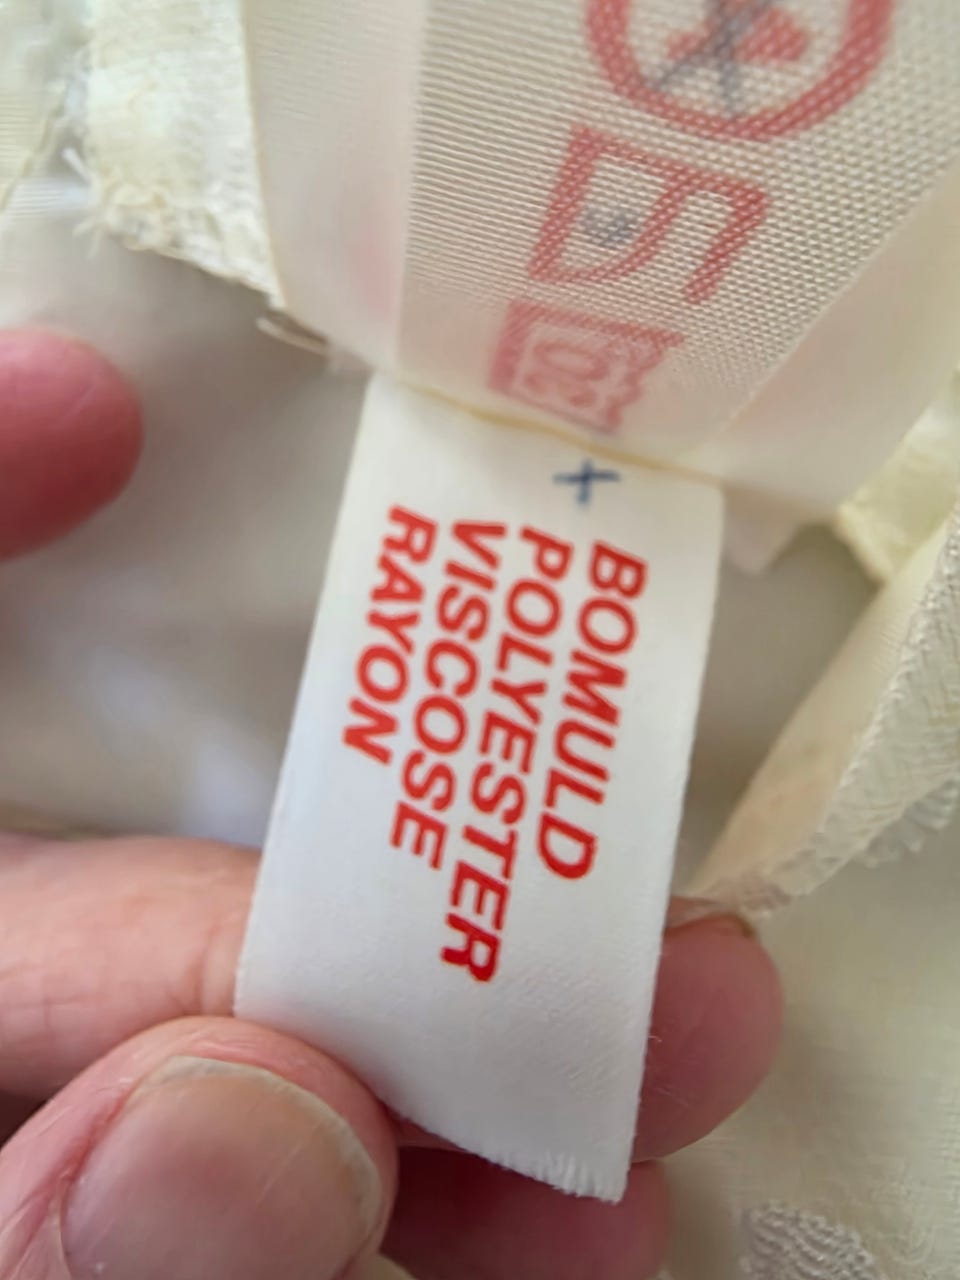 BOMULD
POLYESTER
VISCOSE
RAYON